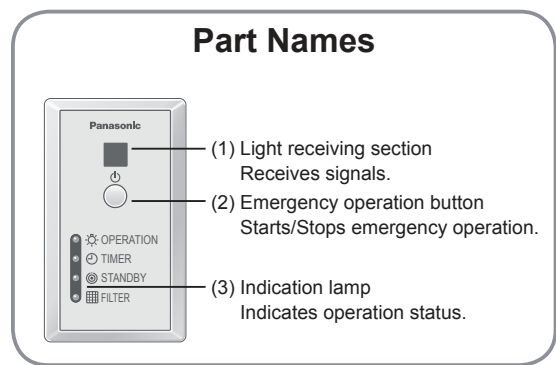 Part Names
Panasonic
(1) Light receiving section
Receives signals.
(2) Emergency operation button
Starts/Stops emergency operation.
OPERATION
TIMER
STANDBY
FILTER
(3) Indication lamp
Indicates operation status.